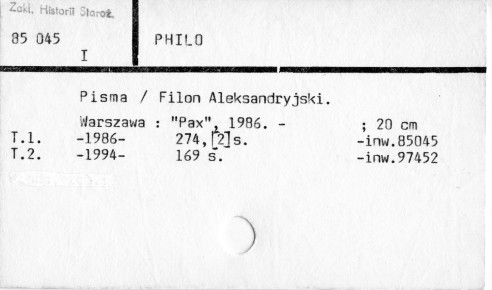 Zakł. Historii Staroż.
85 045
I
PHILO
Pisma / Filon Aleksandryjski.
Warszawa : "Pax", 1986. - ; 20 cm
T.1. -1986- 274,[2]s. -inw.85045
T.2. -1994- 169 s. -inw.97452